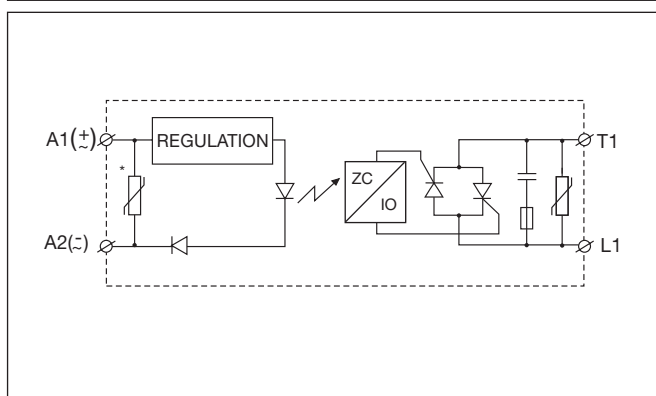 A1(+~)
REGULATION
T1
*
ZC
IO
A2(-~)
L1